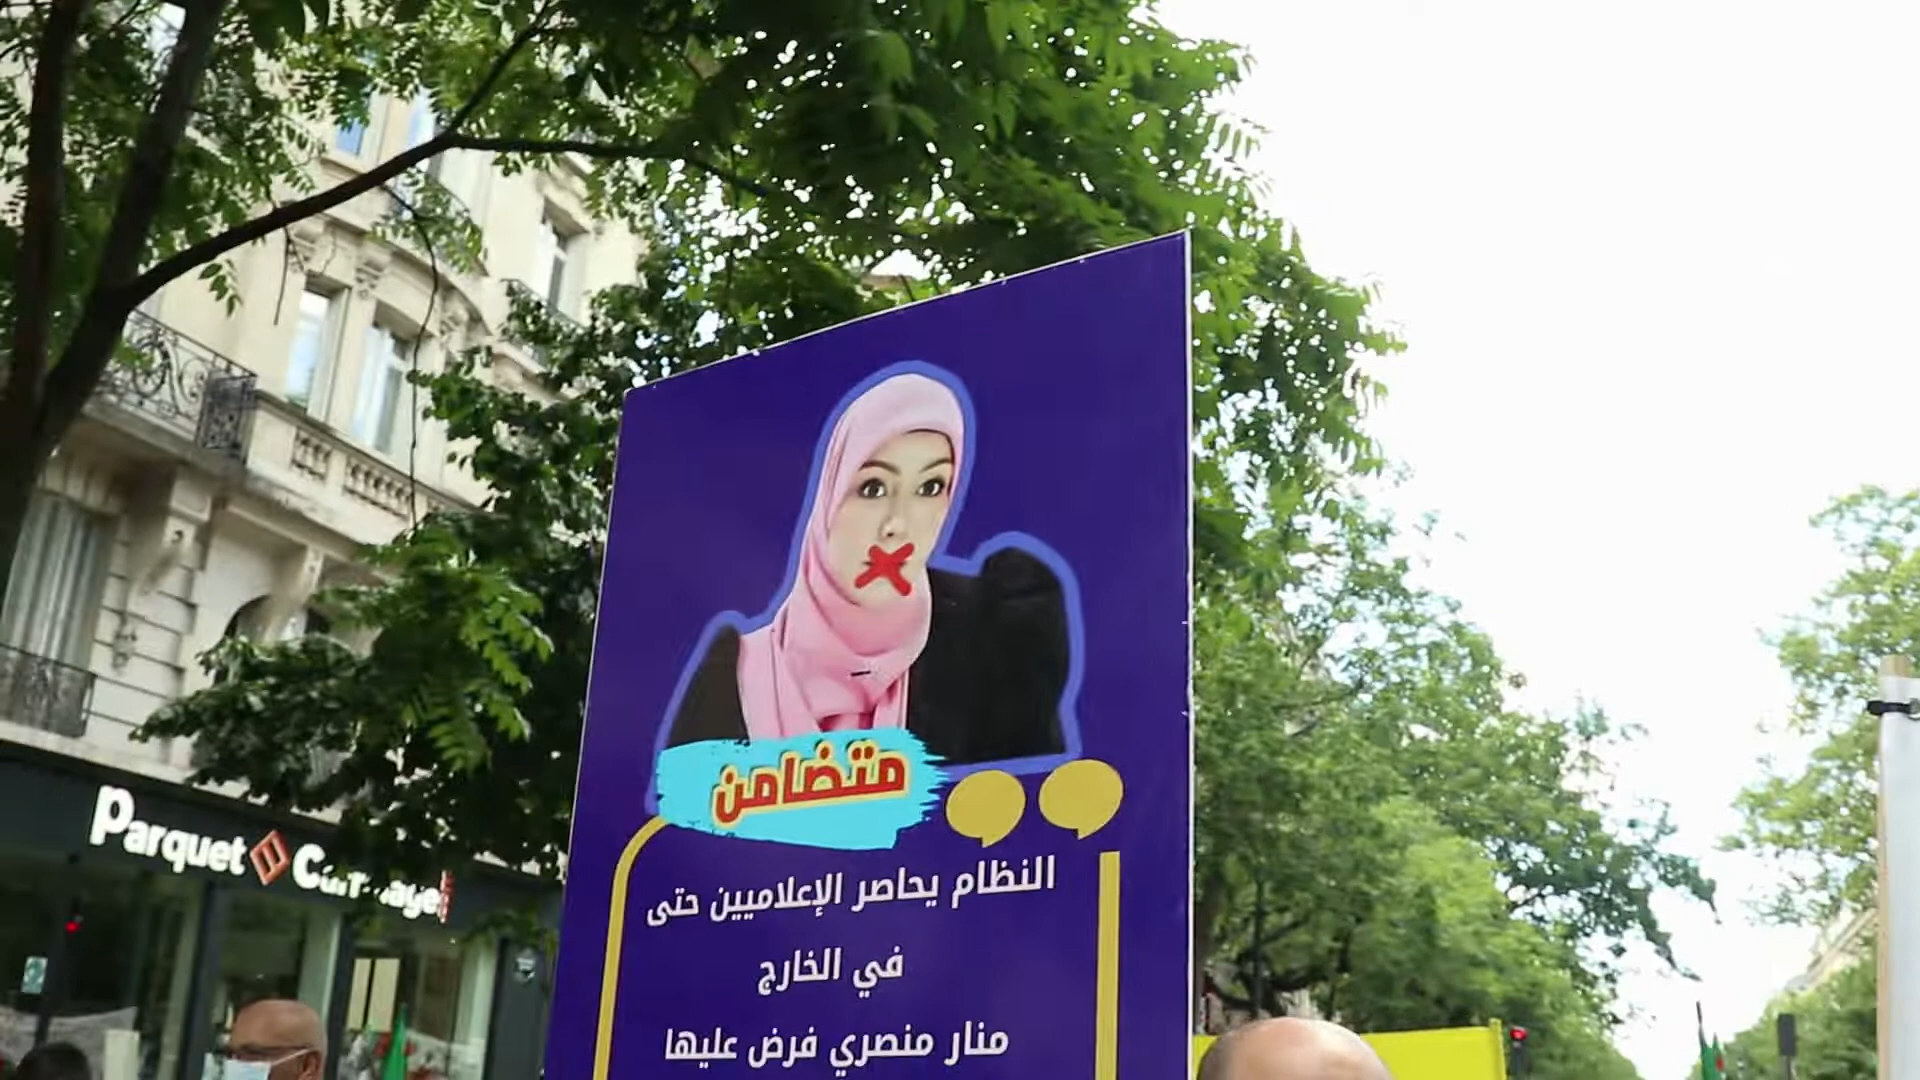 متضامن
النظام يحاصر الإعلاميين حتى
في الخارج
منار منصري فرض عليها
Parquet